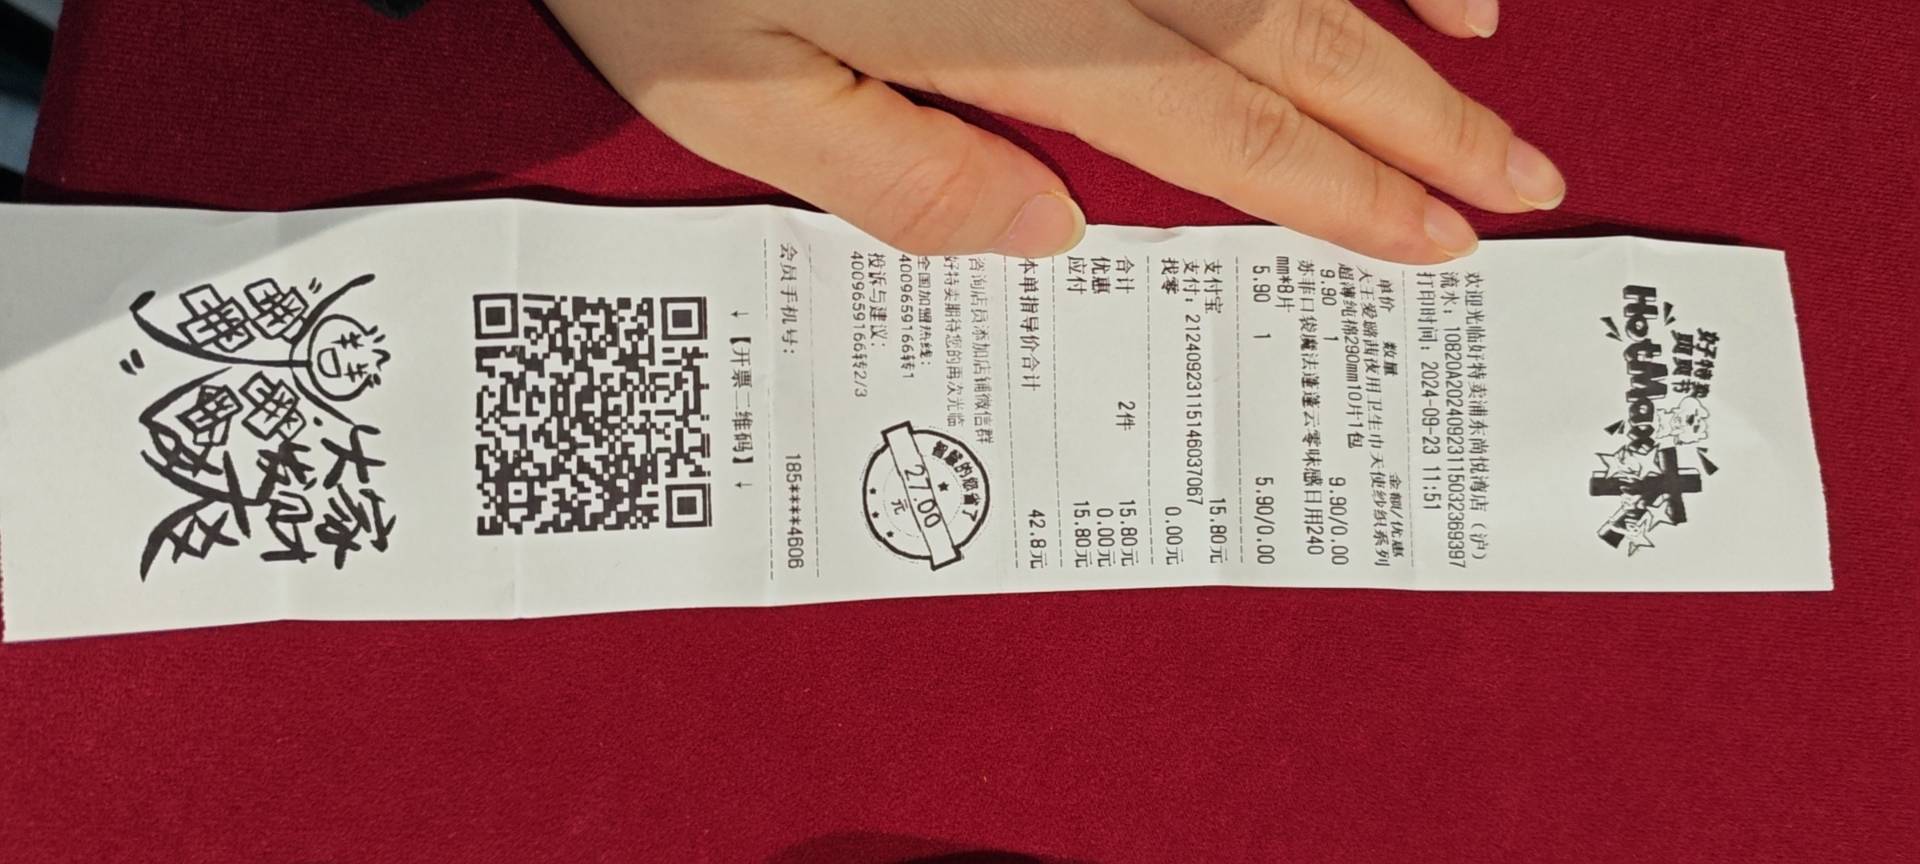 好特卖
HotMaxx
欢迎光临好特卖浦东尚悦湾店（沪）
流水：10820A2024092311503236939​7
打印时间：2024-09-23 11:51
单价 数量 金额/优惠
大王爱璐茜夜用卫生巾天使纱织系列
超薄纯棉290mm10片*1包
9.90 1 9.90/0.00
苏菲口袋魔法蓬蓬云零味感日用240
mm*8片
5.90 1 5.90/0.00
支付宝 15.80元
支付：2124092311514603706​7
找零 0.00元
合计 2件 15.80元
优惠 0.00元
应付 15.80元
本单指导价合计 42.8元
咨询店员添加店铺微信群
好特卖期待您的再次光临
全国加盟热线：
4009659166转1
投诉与建议：
4009659166转2/3
27.00
元
会员手机号： 185****4606
↓【开票二维码】↓
大家
发财